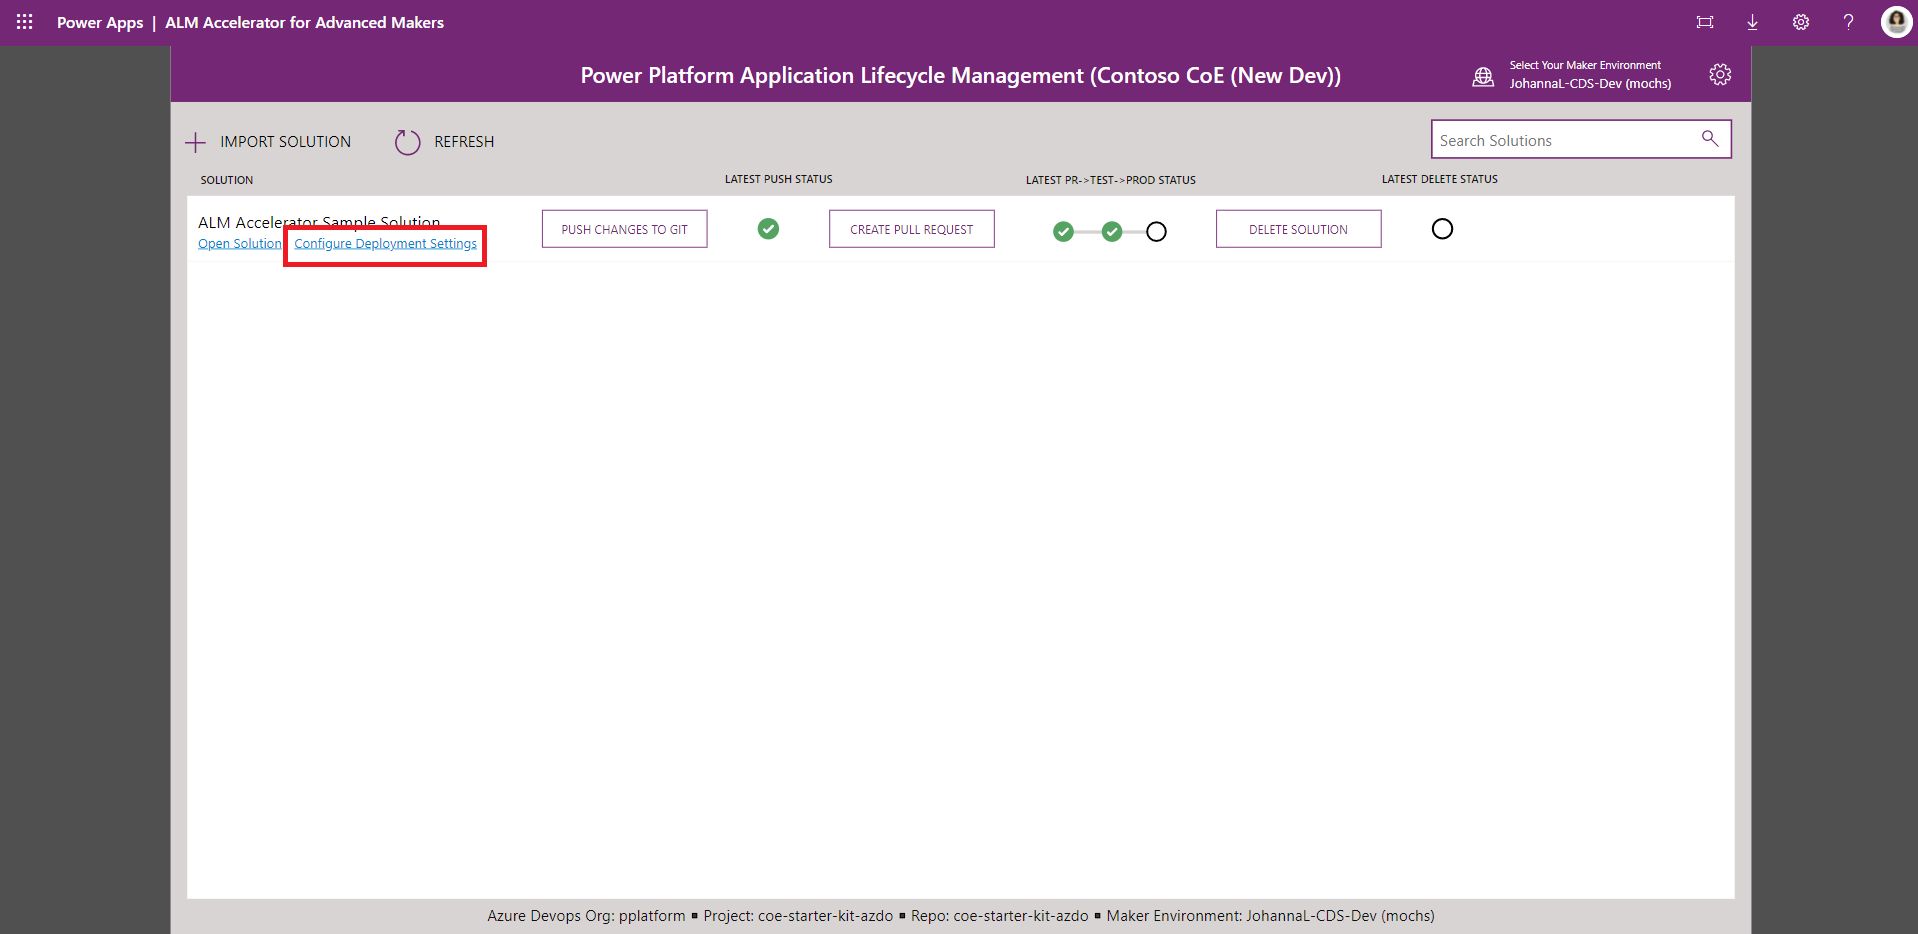 Power Apps | ALM Accelerator for Advanced Makers
Power Platform Application Lifecycle Management (Contoso CoE (New Dev))
Select Your Maker Environment
JohannaL-CDS-Dev (mochs)
IMPORT SOLUTION
REFRESH
Search Solutions
SOLUTION
LATEST PUSH STATUS
LATEST PR->TEST->PROD STATUS
LATEST DELETE STATUS
ALM Accelerator Sample Solution
Open Solution
Configure Deployment Settings
PUSH CHANGES TO GIT
CREATE PULL REQUEST
DELETE SOLUTION
Azure Devops Org: pplatform ▪ Project: coe-starter-kit-azdo ▪ Repo: coe-starter-kit-azdo ▪ Maker Environment: JohannaL-CDS-Dev (mochs)